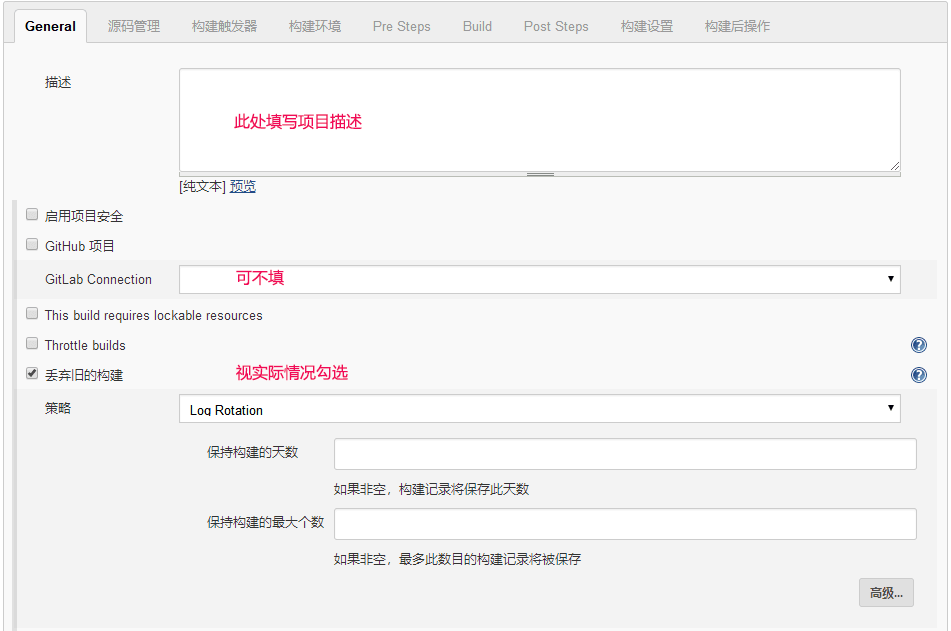 General 源码管理 构建触发器 构建环境 Pre Steps Build Post Steps 构建设置 构建后操作
描述
此处填写项目描述
[纯文本] 预览
启用项目安全
GitHub 项目
GitLab Connection 可不填
This build requires lockable resources
Throttle builds
丢弃旧的构建 视实际情况勾选
策略 Log Rotation
保持构建的天数
如果非空，构建记录将保存此天数
保持构建的最大个数
如果非空，最多此数目的构建记录将被保存
高级...